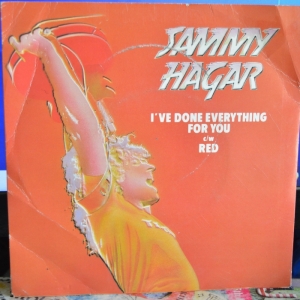 SAMMY
HAGAR
I'VE DONE EVERYTHING
FOR YOU
c/w
RED